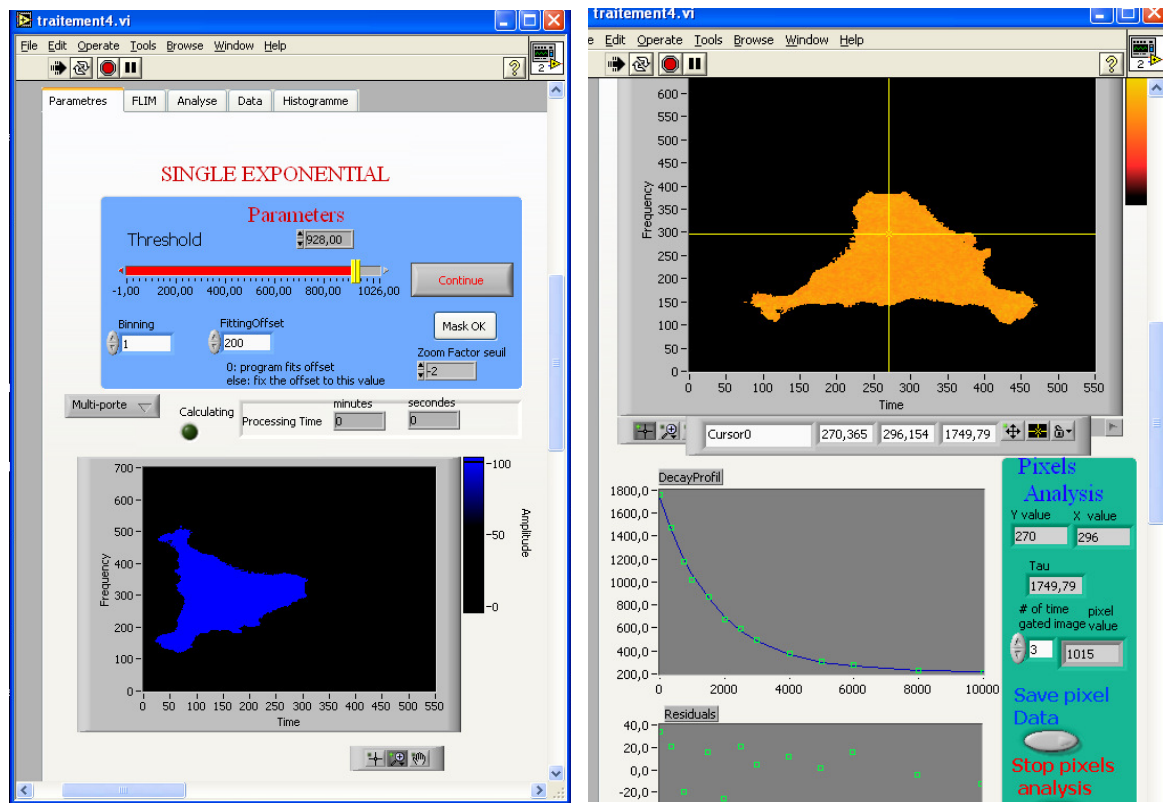 traitement4.vi
File Edit Operate Tools Browse Window Help
2
Parametres FLIM Analyse Data Histogramme
SINGLE EXPONENTIAL
Parameters
Threshold 928,00
-1,00 200,00 400,00 600,00 800,00 1026,00
Continue
Binning FittingOffset
1 200
Mask OK
0: program fits offset
else: fix the offset to this value
Zoom Factor seuil
-2
Multi-porte
Calculating
Processing Time
minutes secondes
0 0
700
600
500
400
300
200
100
0
Frequency
0 50 100 150 200 250 300 350 400 450 500 550
Time
100
50
0
Amplitude
traitement4.vi
e Edit Operate Tools Browse Window Help
2
600
550
500
450
400
350
300
250
200
150
100
50
0
Frequency
0 50 100 150 200 250 300 350 400 450 500 550
Time
Cursor0 270,365 296,154 1749,79
DecayProfil
1800,0
1600,0
1400,0
1200,0
1000,0
800,0
600,0
400,0
200,0
0 2000 4000 6000 8000 10000
Residuals
40,0
20,0
0,0
-20,0
Pixels
Analysis
Y value X value
270 296
Tau
1749,79
# of time pixel
gated image value
3 1015
Save pixel
Data
Stop pixels
analysis